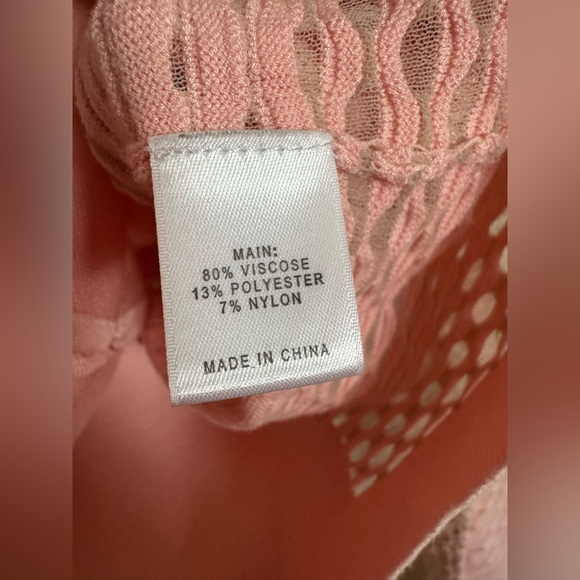 MAIN:
80% VISCOSE
13% POLYESTER
7% NYLON
MADE IN CHINA